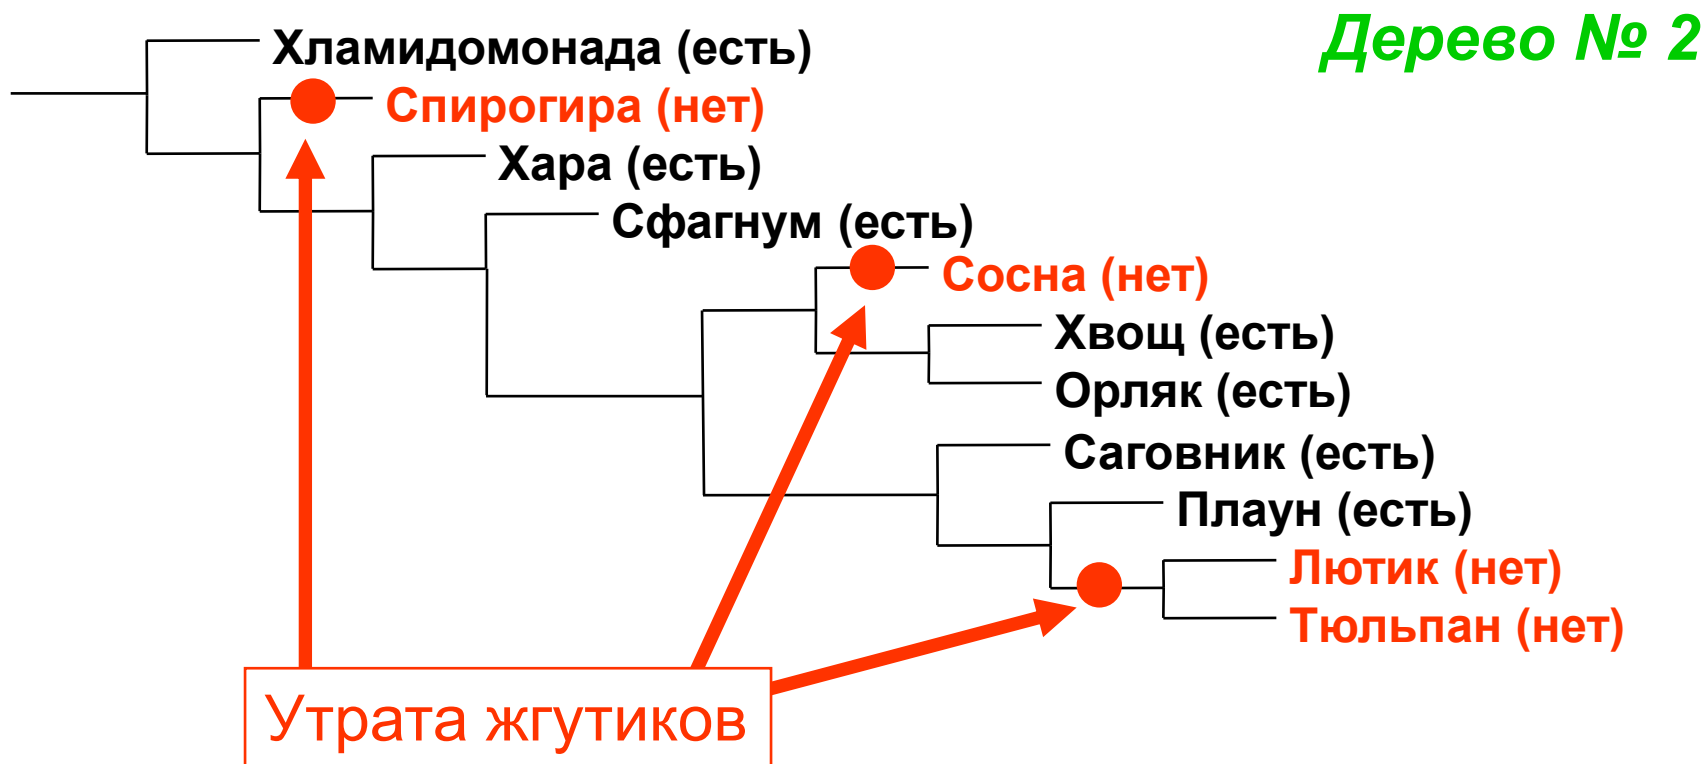 Дерево № 2
Хламидомонада (есть)
Спирогира (нет)
Хара (есть)
Сфагнум (есть)
Сосна (нет)
Хвощ (есть)
Орляк (есть)
Саговник (есть)
Плаун (есть)
Лютик (нет)
Тюльпан (нет)
Утрата жгутиков